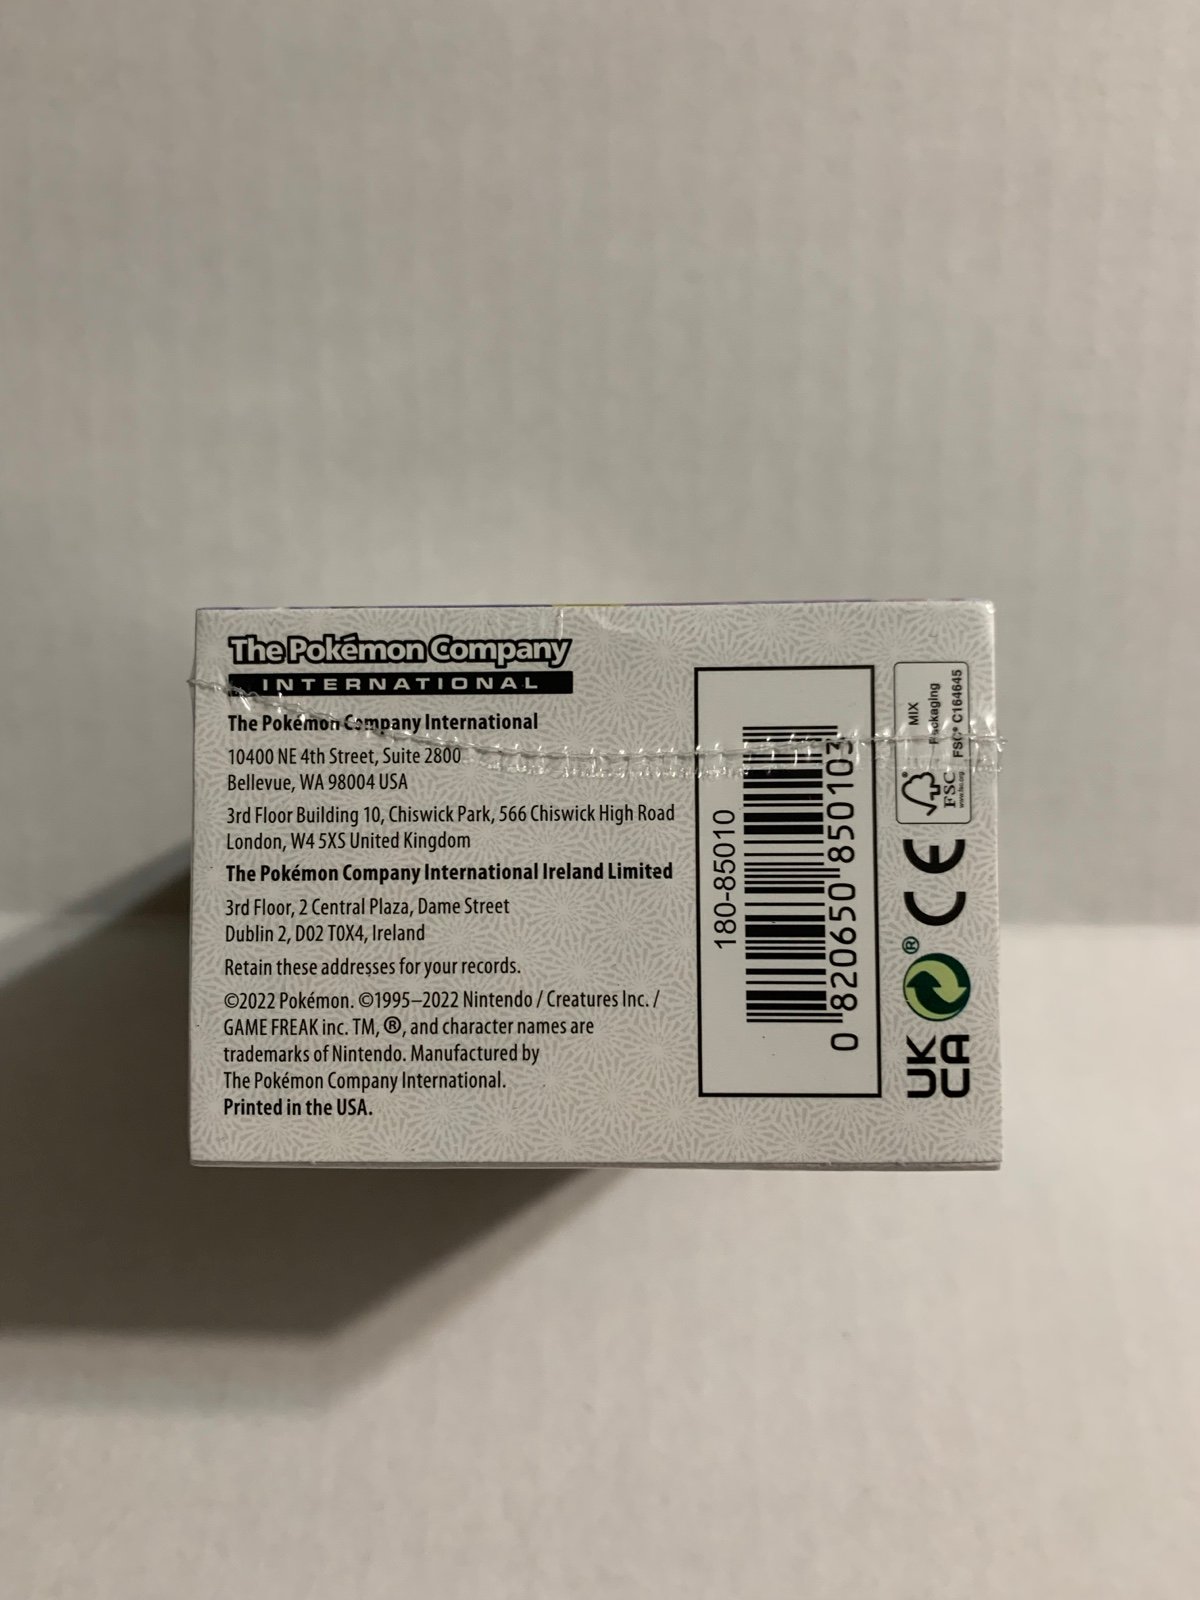 The Pokémon Company
INTERNATIONAL
The Pokémon Company International
10400 NE 4th Street, Suite 2800
Bellevue, WA 98004 USA
3rd Floor Building 10, Chiswick Park, 566 Chiswick High Road
London, W4 5XS United Kingdom
The Pokémon Company International Ireland Limited
3rd Floor, 2 Central Plaza, Dame Street
Dublin 2, D02 T0X4, Ireland
Retain these addresses for your records.
©2022 Pokémon. ©1995–2022 Nintendo / Creatures Inc. /
GAME FREAK inc. TM, ®, and character names are
trademarks of Nintendo. Manufactured by
The Pokémon Company International.
Printed in the USA.
180-85010
0 820650 850103
MIX
Packaging
FSC® C164645
FSC
www.fsc.org
CE
®
UK
CA